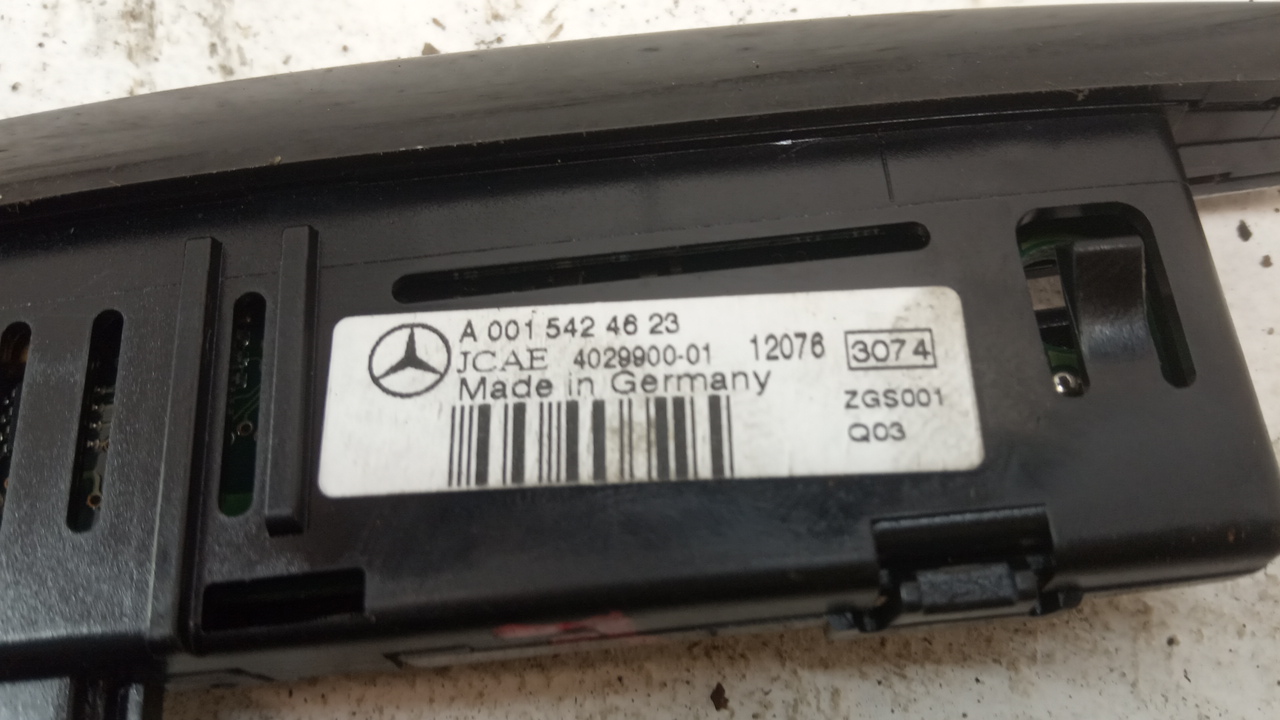 A 001 542 46 23
JCAE 4029900-01 12076 3074
Made in Germany
ZGS001
Q03